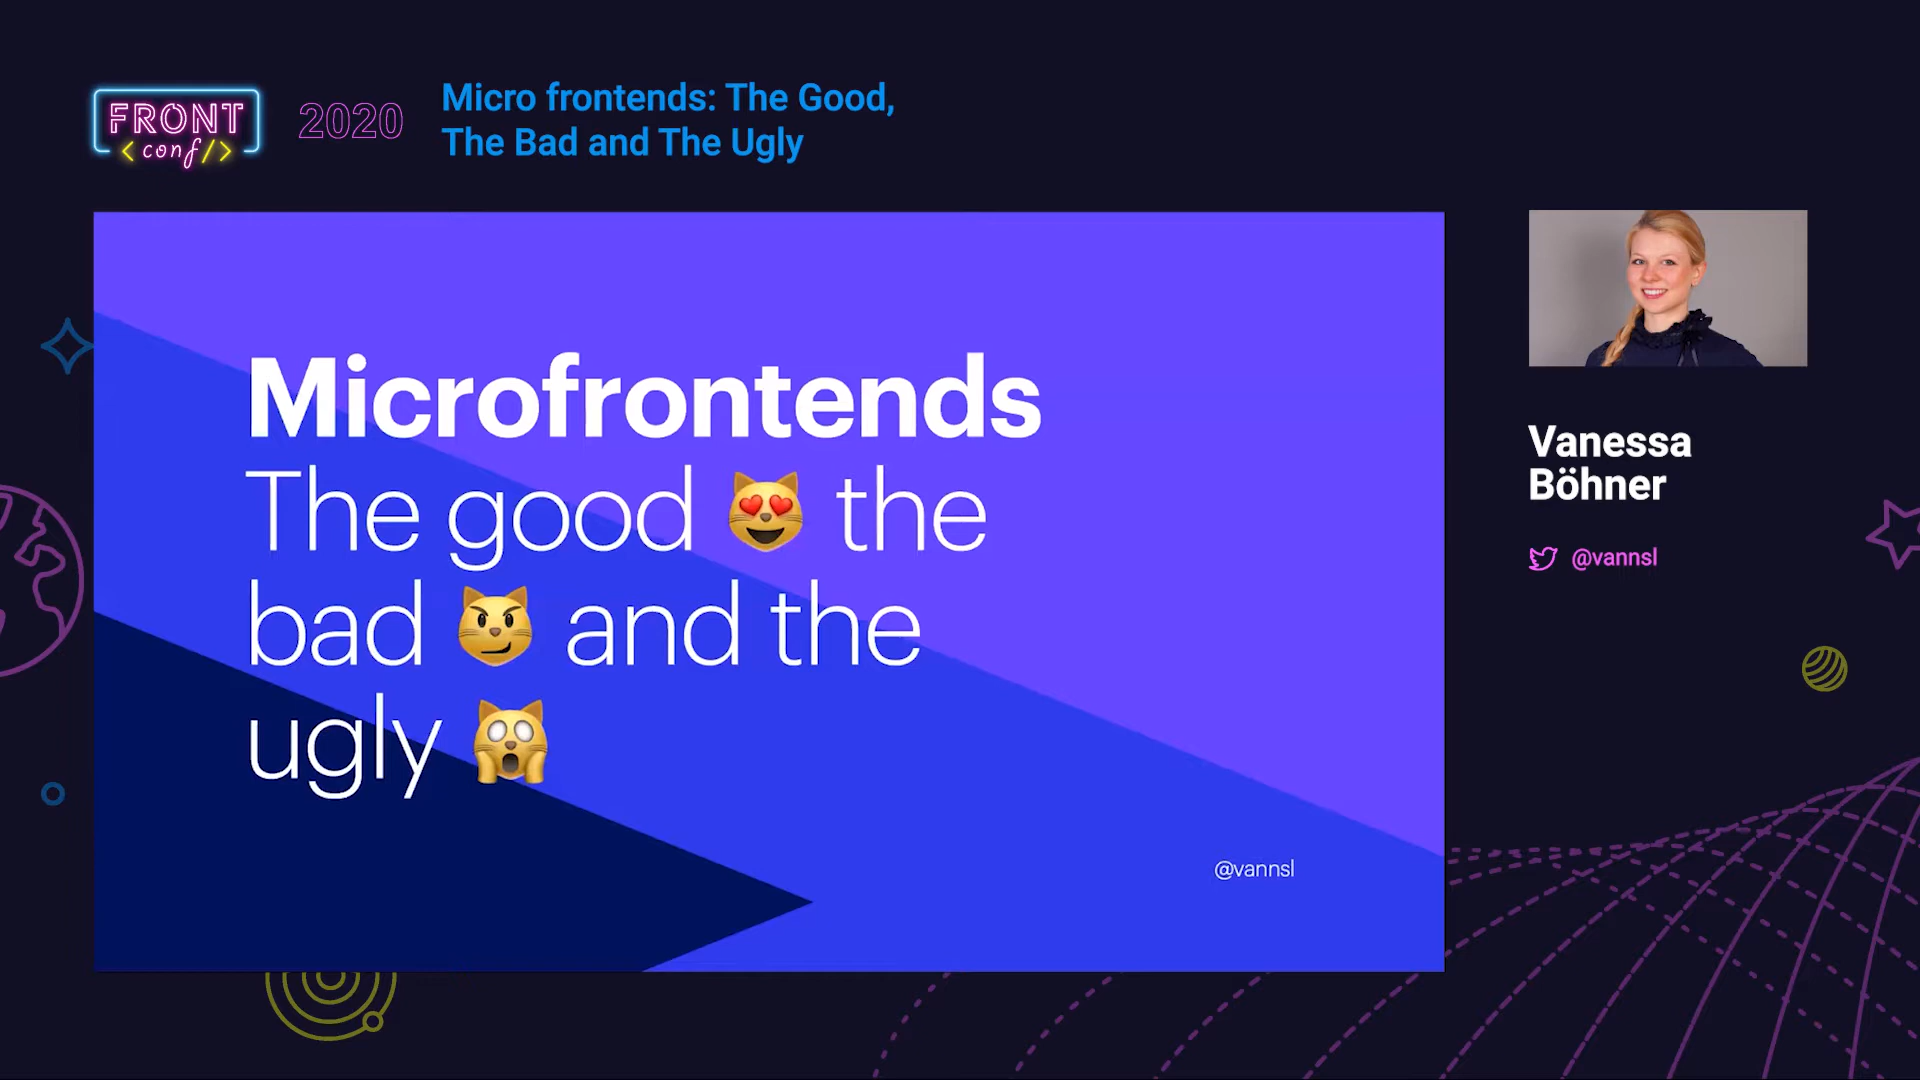 FRONT
<conf/>
2020
Micro frontends: The Good,
The Bad and The Ugly
Microfrontends
The good 😻 the
bad 😼 and the
ugly 🙀
@vannsl
Vanessa
Böhner
@vannsl